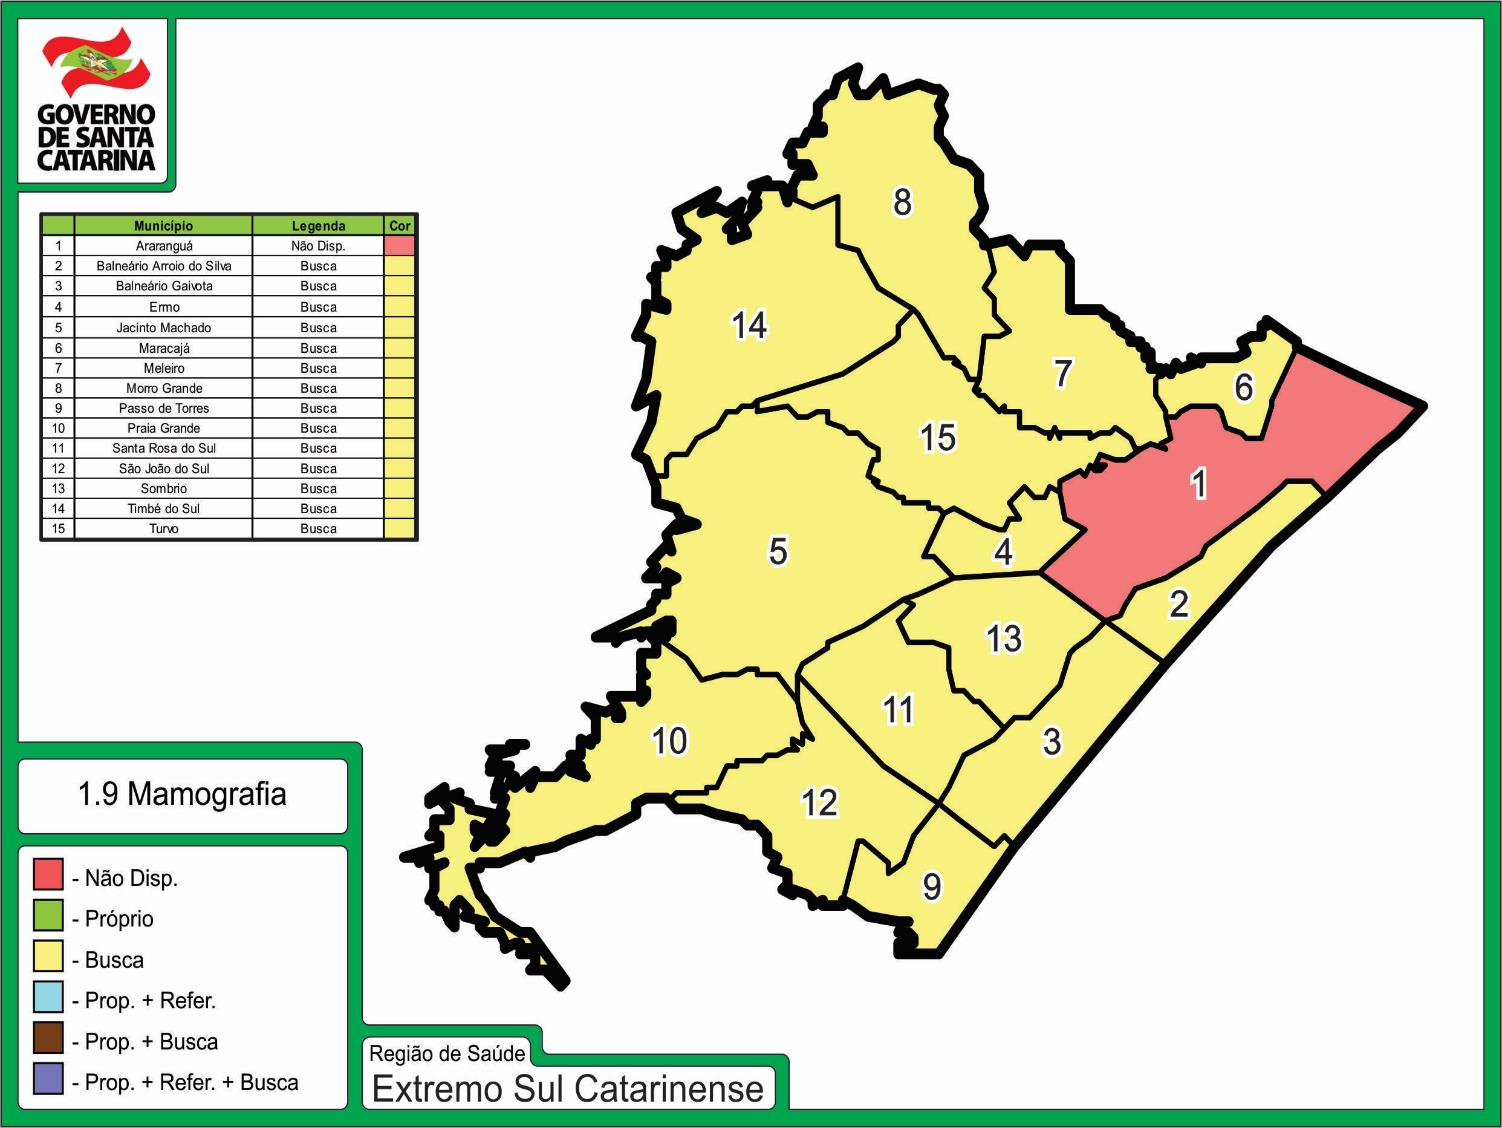 GOVERNO
DE SANTA
CATARINA
Município Legenda Cor
1 Araranguá Não Disp.
2 Balneário Arroio do Silva Busca
3 Balneário Gaivota Busca
4 Ermo Busca
5 Jacinto Machado Busca
6 Maracajá Busca
7 Meleiro Busca
8 Morro Grande Busca
9 Passo de Torres Busca
10 Praia Grande Busca
11 Santa Rosa do Sul Busca
12 São João do Sul Busca
13 Sombrio Busca
14 Timbé do Sul Busca
15 Turvo Busca
8
14
7
6
15
1
5
4
2
13
11
3
10
12
9
1.9 Mamografia
- Não Disp.
- Próprio
- Busca
- Prop. + Refer.
- Prop. + Busca
- Prop. + Refer. + Busca
Região de Saúde
Extremo Sul Catarinense